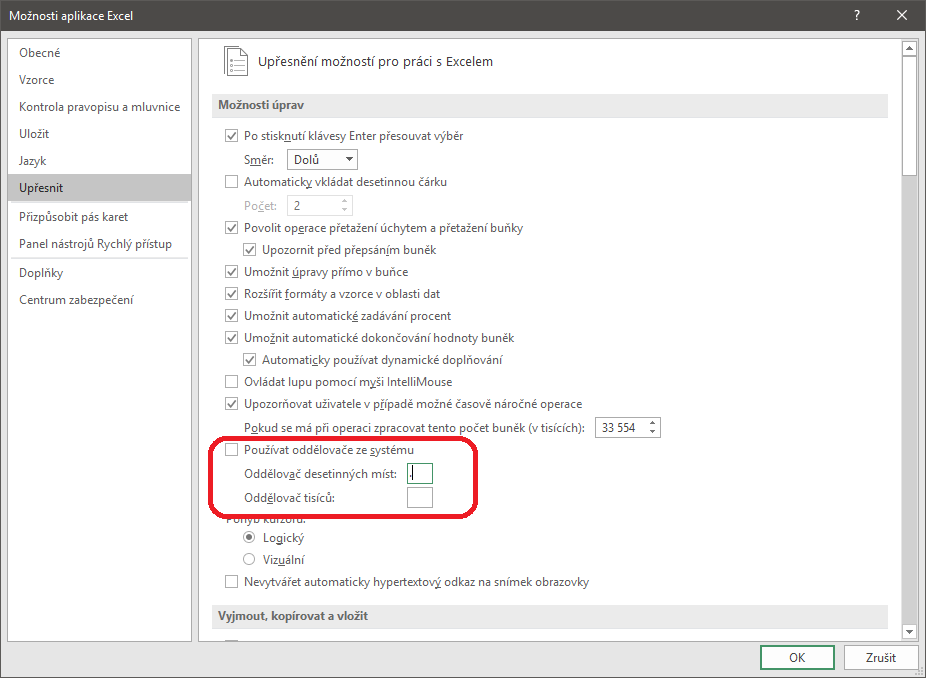 Možnosti aplikace Excel
?
Obecné
Vzorce
Kontrola pravopisu a mluvnice
Uložit
Jazyk
Upřesnit
Přizpůsobit pás karet
Panel nástrojů Rychlý přístup
Doplňky
Centrum zabezpečení
Upřesnění možností pro práci s Excelem
Možnosti úprav
Po stisknutí klávesy Enter přesouvat výběr
Směr: Dolů
Automaticky vkládat desetinnou čárku
Počet: 2
Povolit operace přetažení úchytem a přetažení buňky
Upozornit před přepsáním buněk
Umožnit úpravy přímo v buňce
Rozšířit formáty a vzorce v oblasti dat
Umožnit automatické zadávání procent
Umožnit automatické dokončování hodnoty buněk
Automaticky používat dynamické doplňování
Ovládat lupu pomocí myši IntelliMouse
Upozorňovat uživatele v případě možné časově náročné operace
Pokud se má při operaci zpracovat tento počet buněk (v tisících): 33 554
Používat oddělovače ze systému
Oddělovač desetinných míst: .
Oddělovač tisíců:
Pohyb kurzoru:
Logický
Vizuální
Nevytvářet automaticky hypertextový odkaz na snímek obrazovky
Vyjmout, kopírovat a vložit
OK
Zrušit